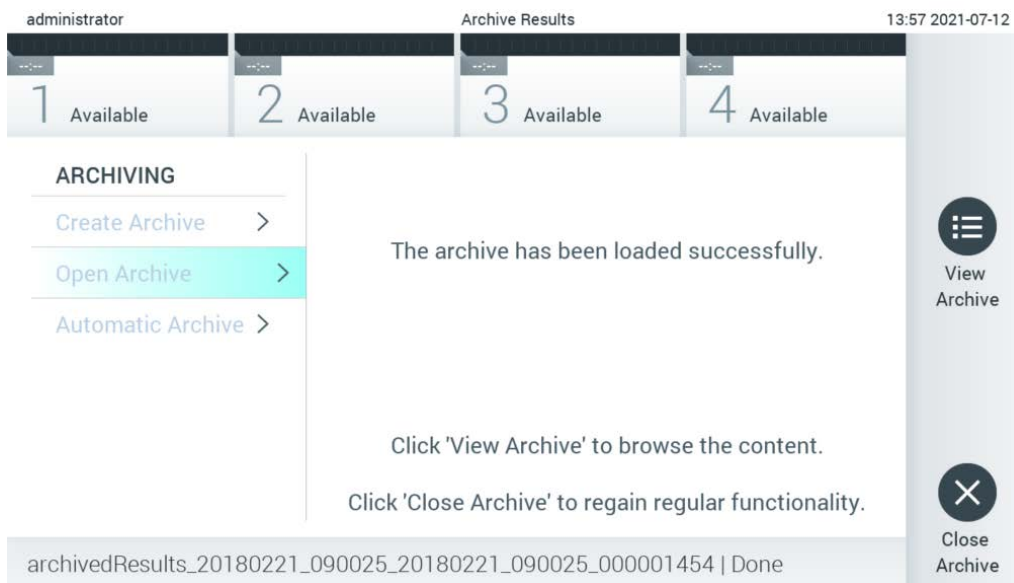 administrator Archive Results 13:57 2021-07-12
--:-- --:-- --:-- --:--
1 Available 2 Available 3 Available 4 Available
ARCHIVING
Create Archive
Open Archive
Automatic Archive
The archive has been loaded successfully.
Click 'View Archive' to browse the content.
Click 'Close Archive' to regain regular functionality.
View
Archive
Close
Archive
archivedResults_20180221_090025_20180221_090025_000001454 | Done